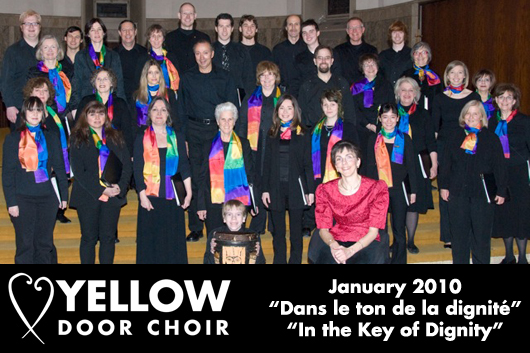 YELLOW
DOOR CHOIR
January 2010
“Dans le ton de la dignité”
“In the Key of Dignity”